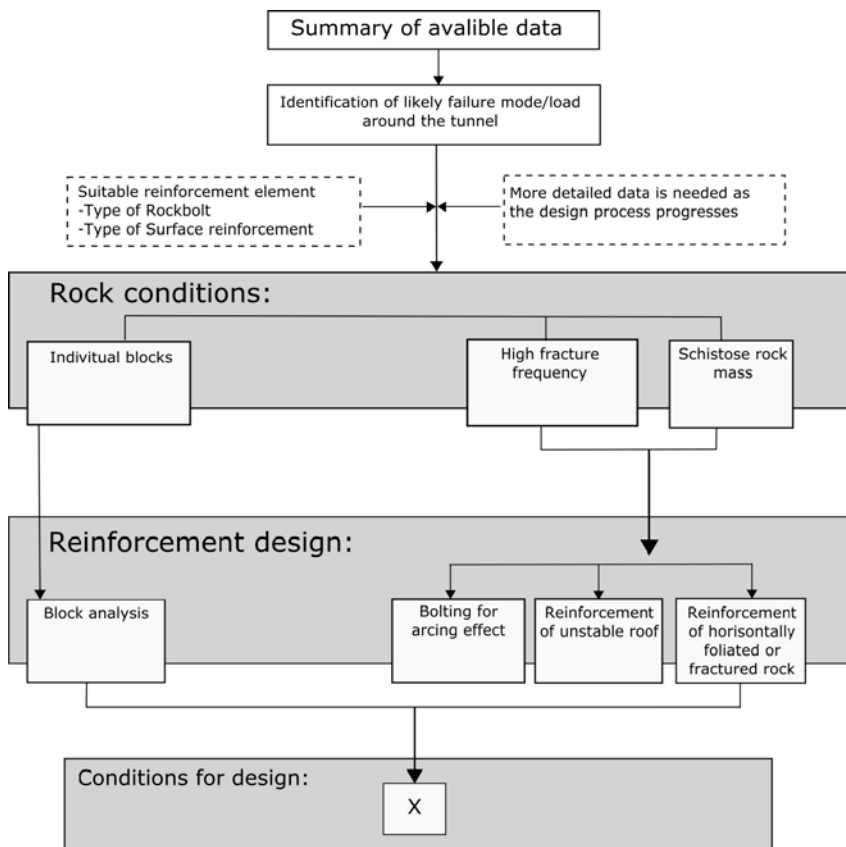 Summary of avalible data
Identification of likely failure mode/load
around the tunnel
Suitable reinforcement element
-Type of Rockbolt
-Type of Surface reinforcement
More detailed data is needed as
the design process progresses
Rock conditions:
Indivitual blocks
High fracture
frequency
Schistose rock
mass
Reinforcement design:
Block analysis
Bolting for
arcing effect
Reinforcement
of unstable roof
Reinforcement
of horisontally
foliated or
fractured rock
Conditions for design:
X